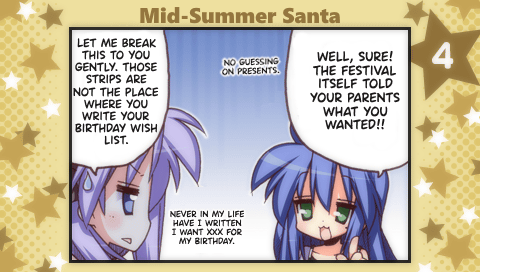 Mid-Summer Santa
4
WELL, SURE!
THE FESTIVAL
ITSELF TOLD
YOUR PARENTS
WHAT YOU
WANTED!!
NO GUESSING
ON PRESENTS.
LET ME BREAK
THIS TO YOU
GENTLY. THOSE
STRIPS ARE
NOT THE PLACE
WHERE YOU
WRITE YOUR
BIRTHDAY WISH
LIST.
NEVER IN MY LIFE
HAVE I WRITTEN
I WANT XXX FOR
MY BIRTHDAY.